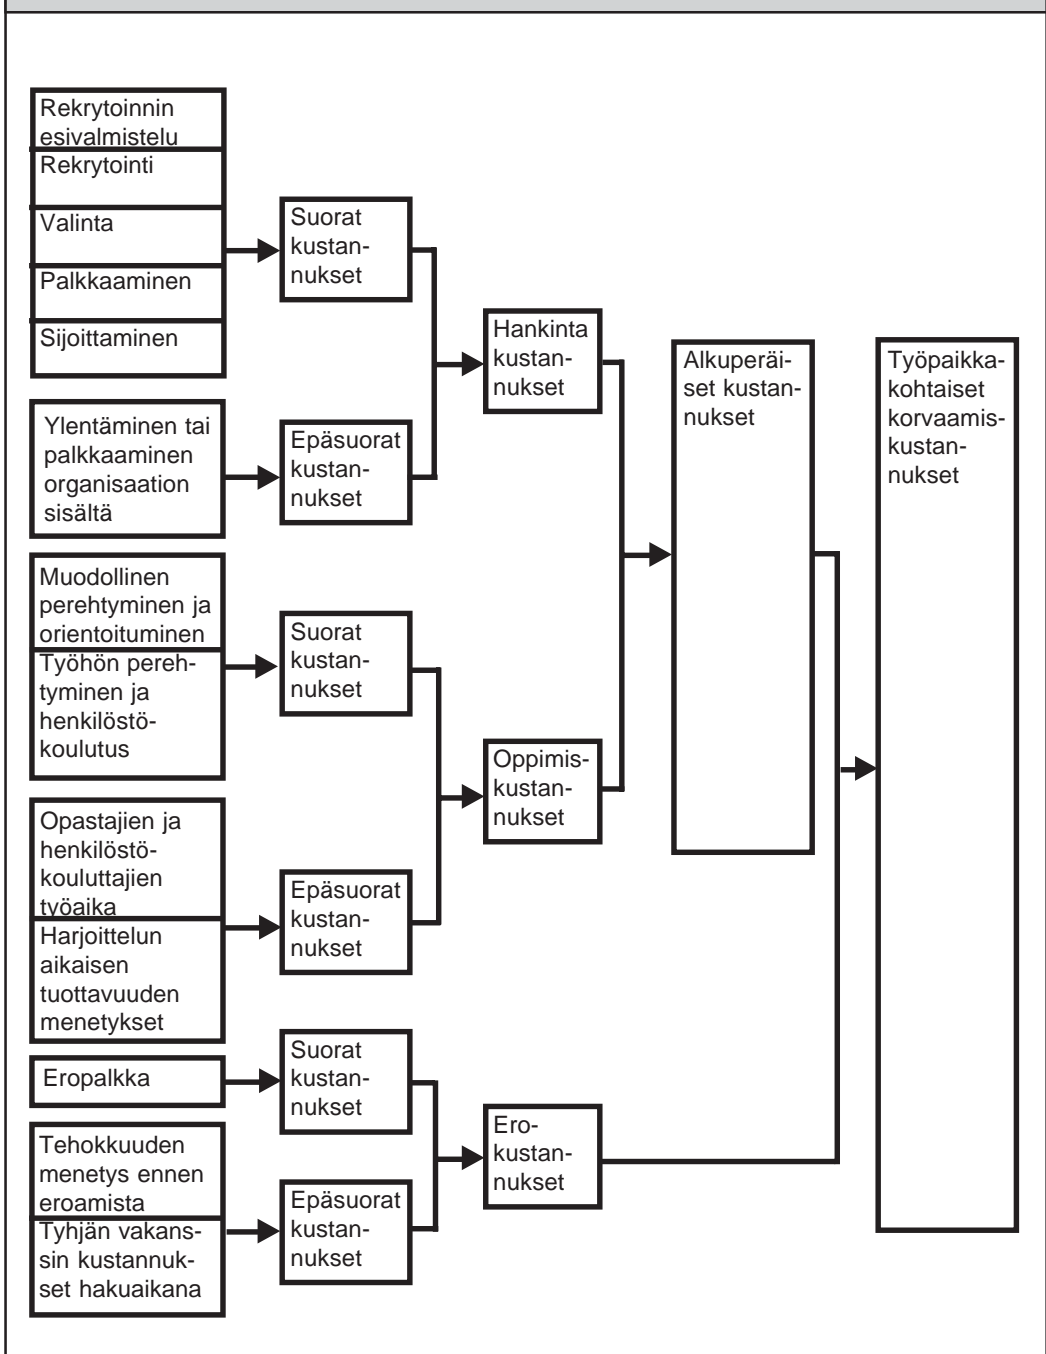 Rekrytoinnin
esivalmistelu
Rekrytointi
Valinta
Palkkaaminen
Sijoittaminen
Suorat
kustan-
nukset
Ylentäminen tai
palkkaaminen
organisaation
sisältä
Epäsuorat
kustan-
nukset
Hankinta
kustan-
nukset
Muodollinen
perehtyminen ja
orientoituminen
Työhön pereh-
tyminen ja
henkilöstö-
koulutus
Suorat
kustan-
nukset
Opastajien ja
henkilöstö-
kouluttajien
työaika
Harjoittelun
aikaisen
tuottavuuden
menetykset
Epäsuorat
kustan-
nukset
Oppimis-
kustan-
nukset
Alkuperäi-
set kustan-
nukset
Eropalkka
Suorat
kustan-
nukset
Tehokkuuden
menetys ennen
eroamista
Tyhjän vakans-
sin kustannuk-
set hakuaikana
Epäsuorat
kustan-
nukset
Ero-
kustan-
nukset
Työpaikka-
kohtaiset
korvaamis-
kustan-
nukset